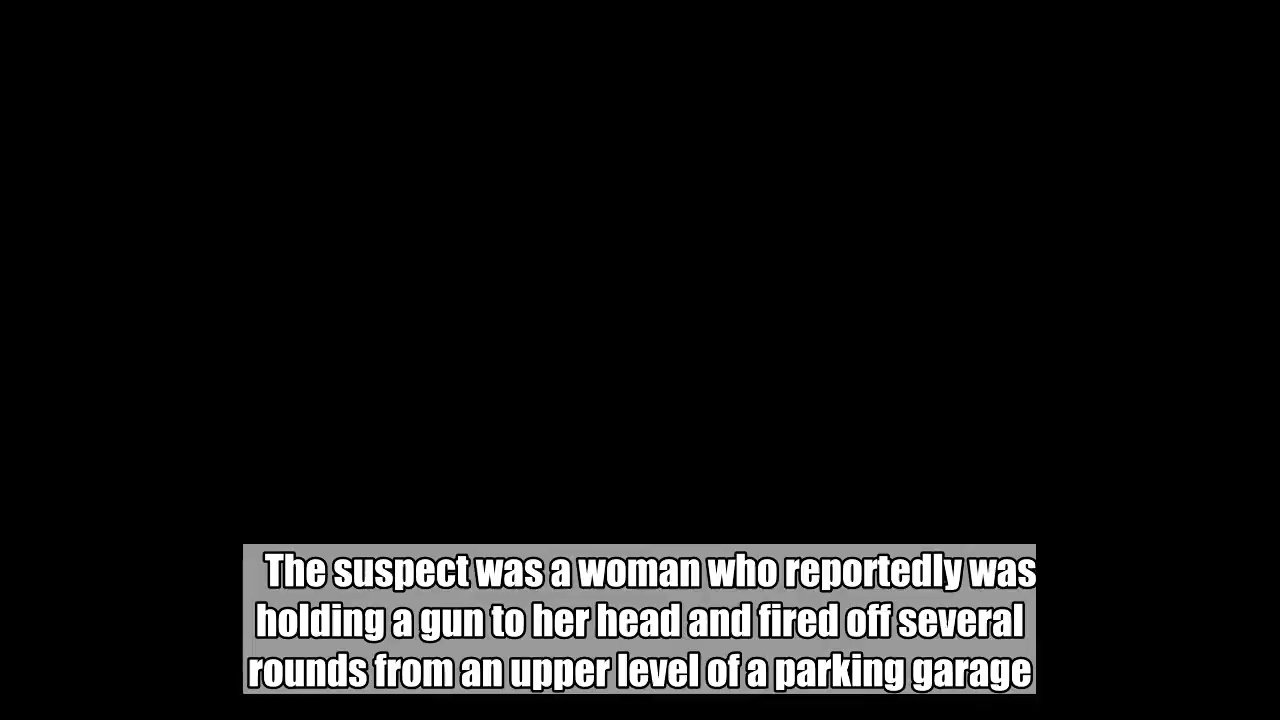 The suspect was a woman who reportedly was
holding a gun to her head and fired off several
rounds from an upper level of a parking garage